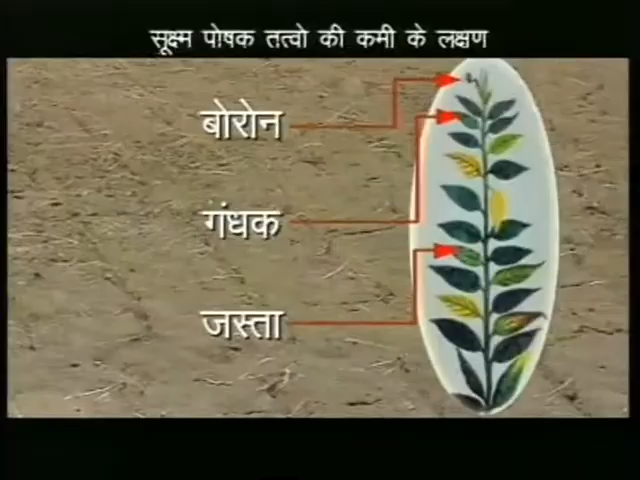 सूक्ष्म पोषक तत्वो की कमी के लक्षण
बोरोन
गंधक
जस्ता